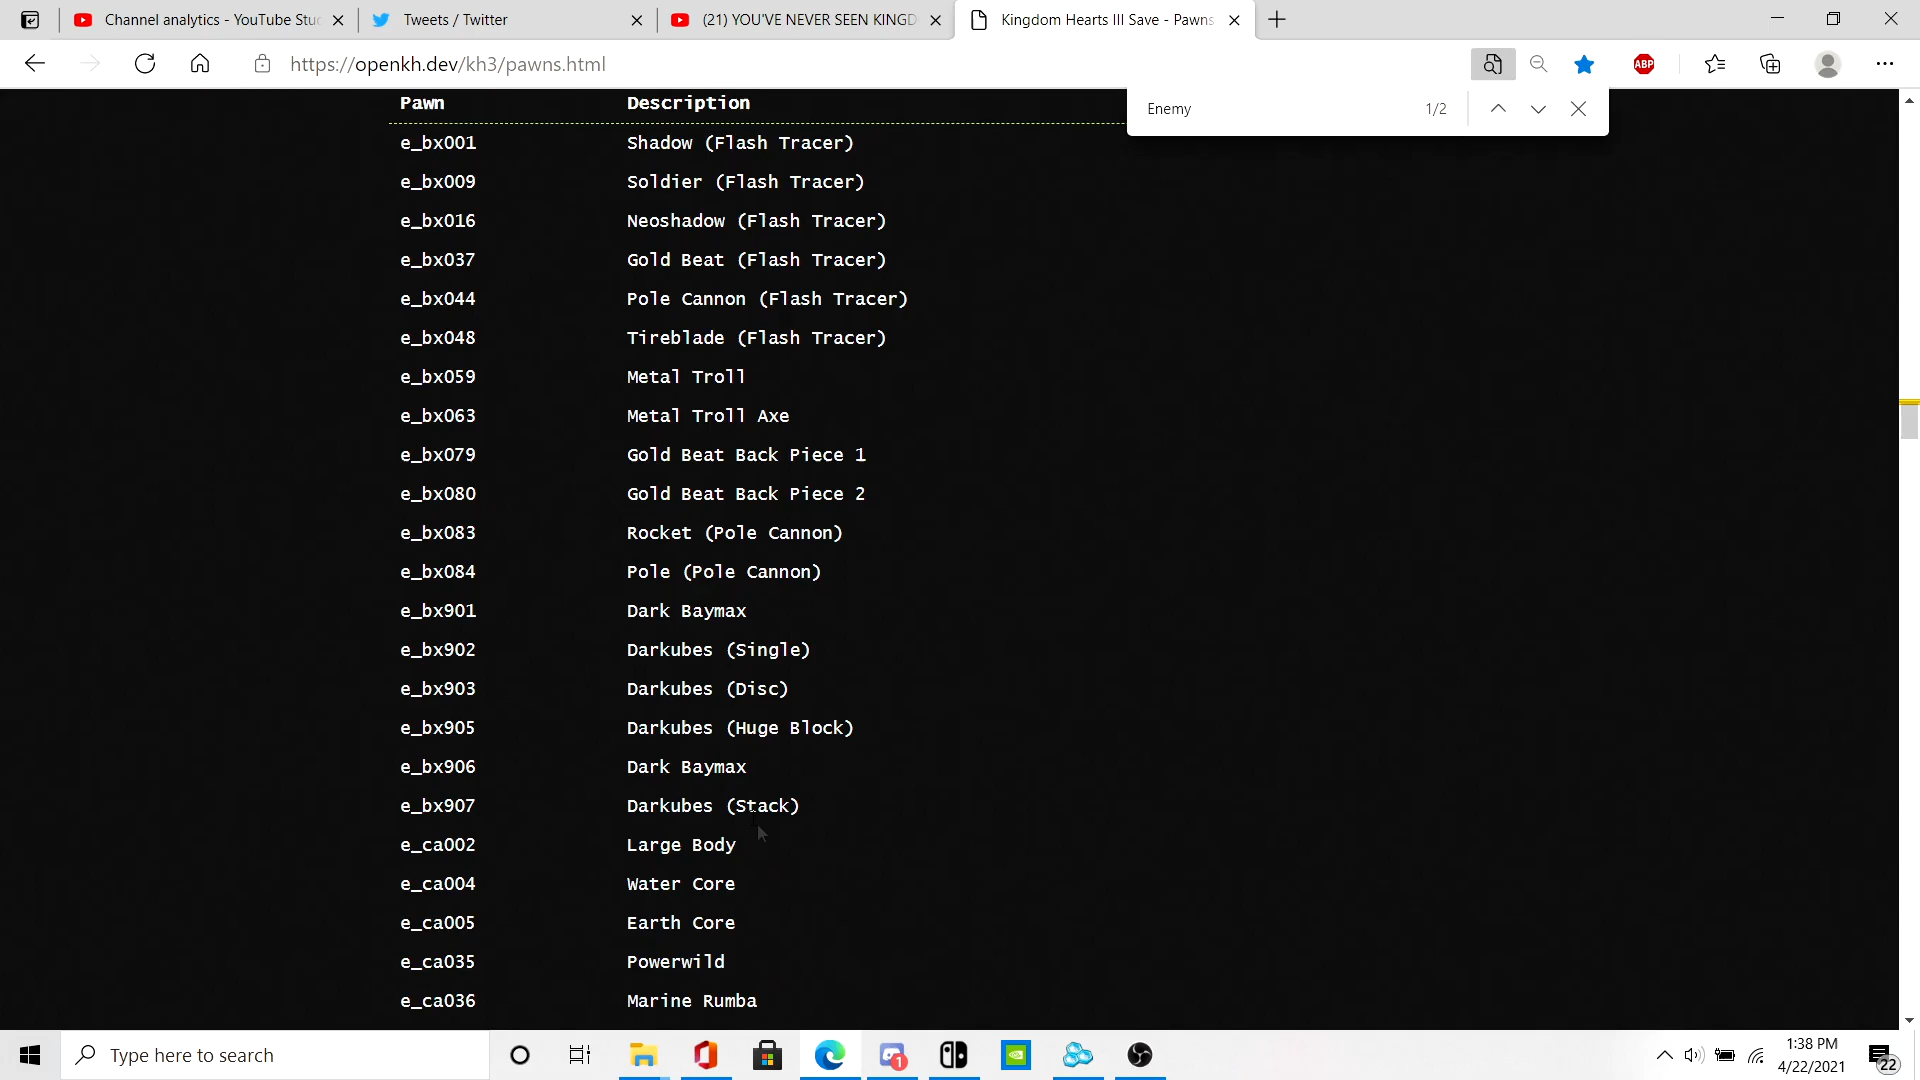 Channel analytics - YouTube Stu
Tweets / Twitter
(21) YOU'VE NEVER SEEN KINGD
Kingdom Hearts III Save - Pawns
https://openkh.dev/kh3/pawns.html
ABP
Enemy 1/2
Pawn Description
e_bx001 Shadow (Flash Tracer)
e_bx009 Soldier (Flash Tracer)
e_bx016 Neoshadow (Flash Tracer)
e_bx037 Gold Beat (Flash Tracer)
e_bx044 Pole Cannon (Flash Tracer)
e_bx048 Tireblade (Flash Tracer)
e_bx059 Metal Troll
e_bx063 Metal Troll Axe
e_bx079 Gold Beat Back Piece 1
e_bx080 Gold Beat Back Piece 2
e_bx083 Rocket (Pole Cannon)
e_bx084 Pole (Pole Cannon)
e_bx901 Dark Baymax
e_bx902 Darkubes (Single)
e_bx903 Darkubes (Disc)
e_bx905 Darkubes (Huge Block)
e_bx906 Dark Baymax
e_bx907 Darkubes (Stack)
e_ca002 Large Body
e_ca004 Water Core
e_ca005 Earth Core
e_ca035 Powerwild
e_ca036 Marine Rumba
Type here to search
1
1:38 PM
4/22/2021
22